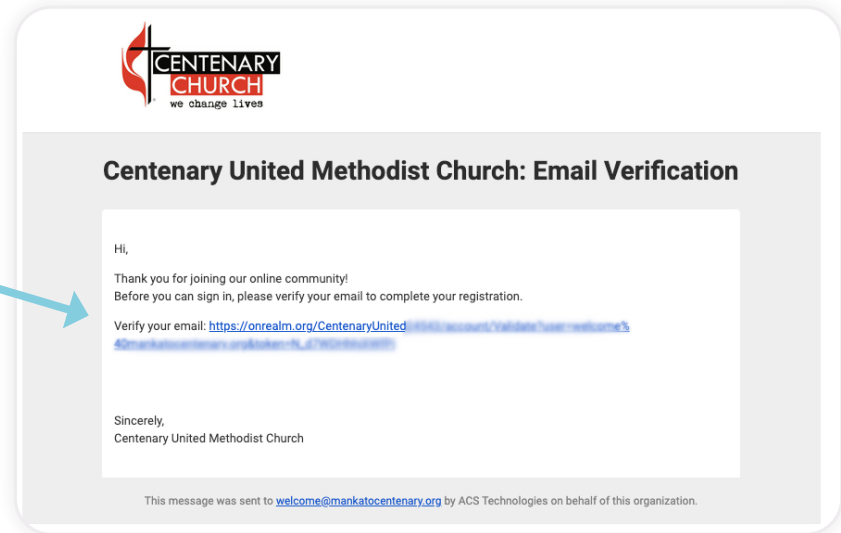 CENTENARY
CHURCH
we change lives
Centenary United Methodist Church: Email Verification
Hi,
Thank you for joining our online community!
Before you can sign in, please verify your email to complete your registration.
Verify your email: https://onrealm.org/CentenaryUnited
Sincerely,
Centenary United Methodist Church
This message was sent to welcome@mankatocentenary.org by ACS Technologies on behalf of this organization.